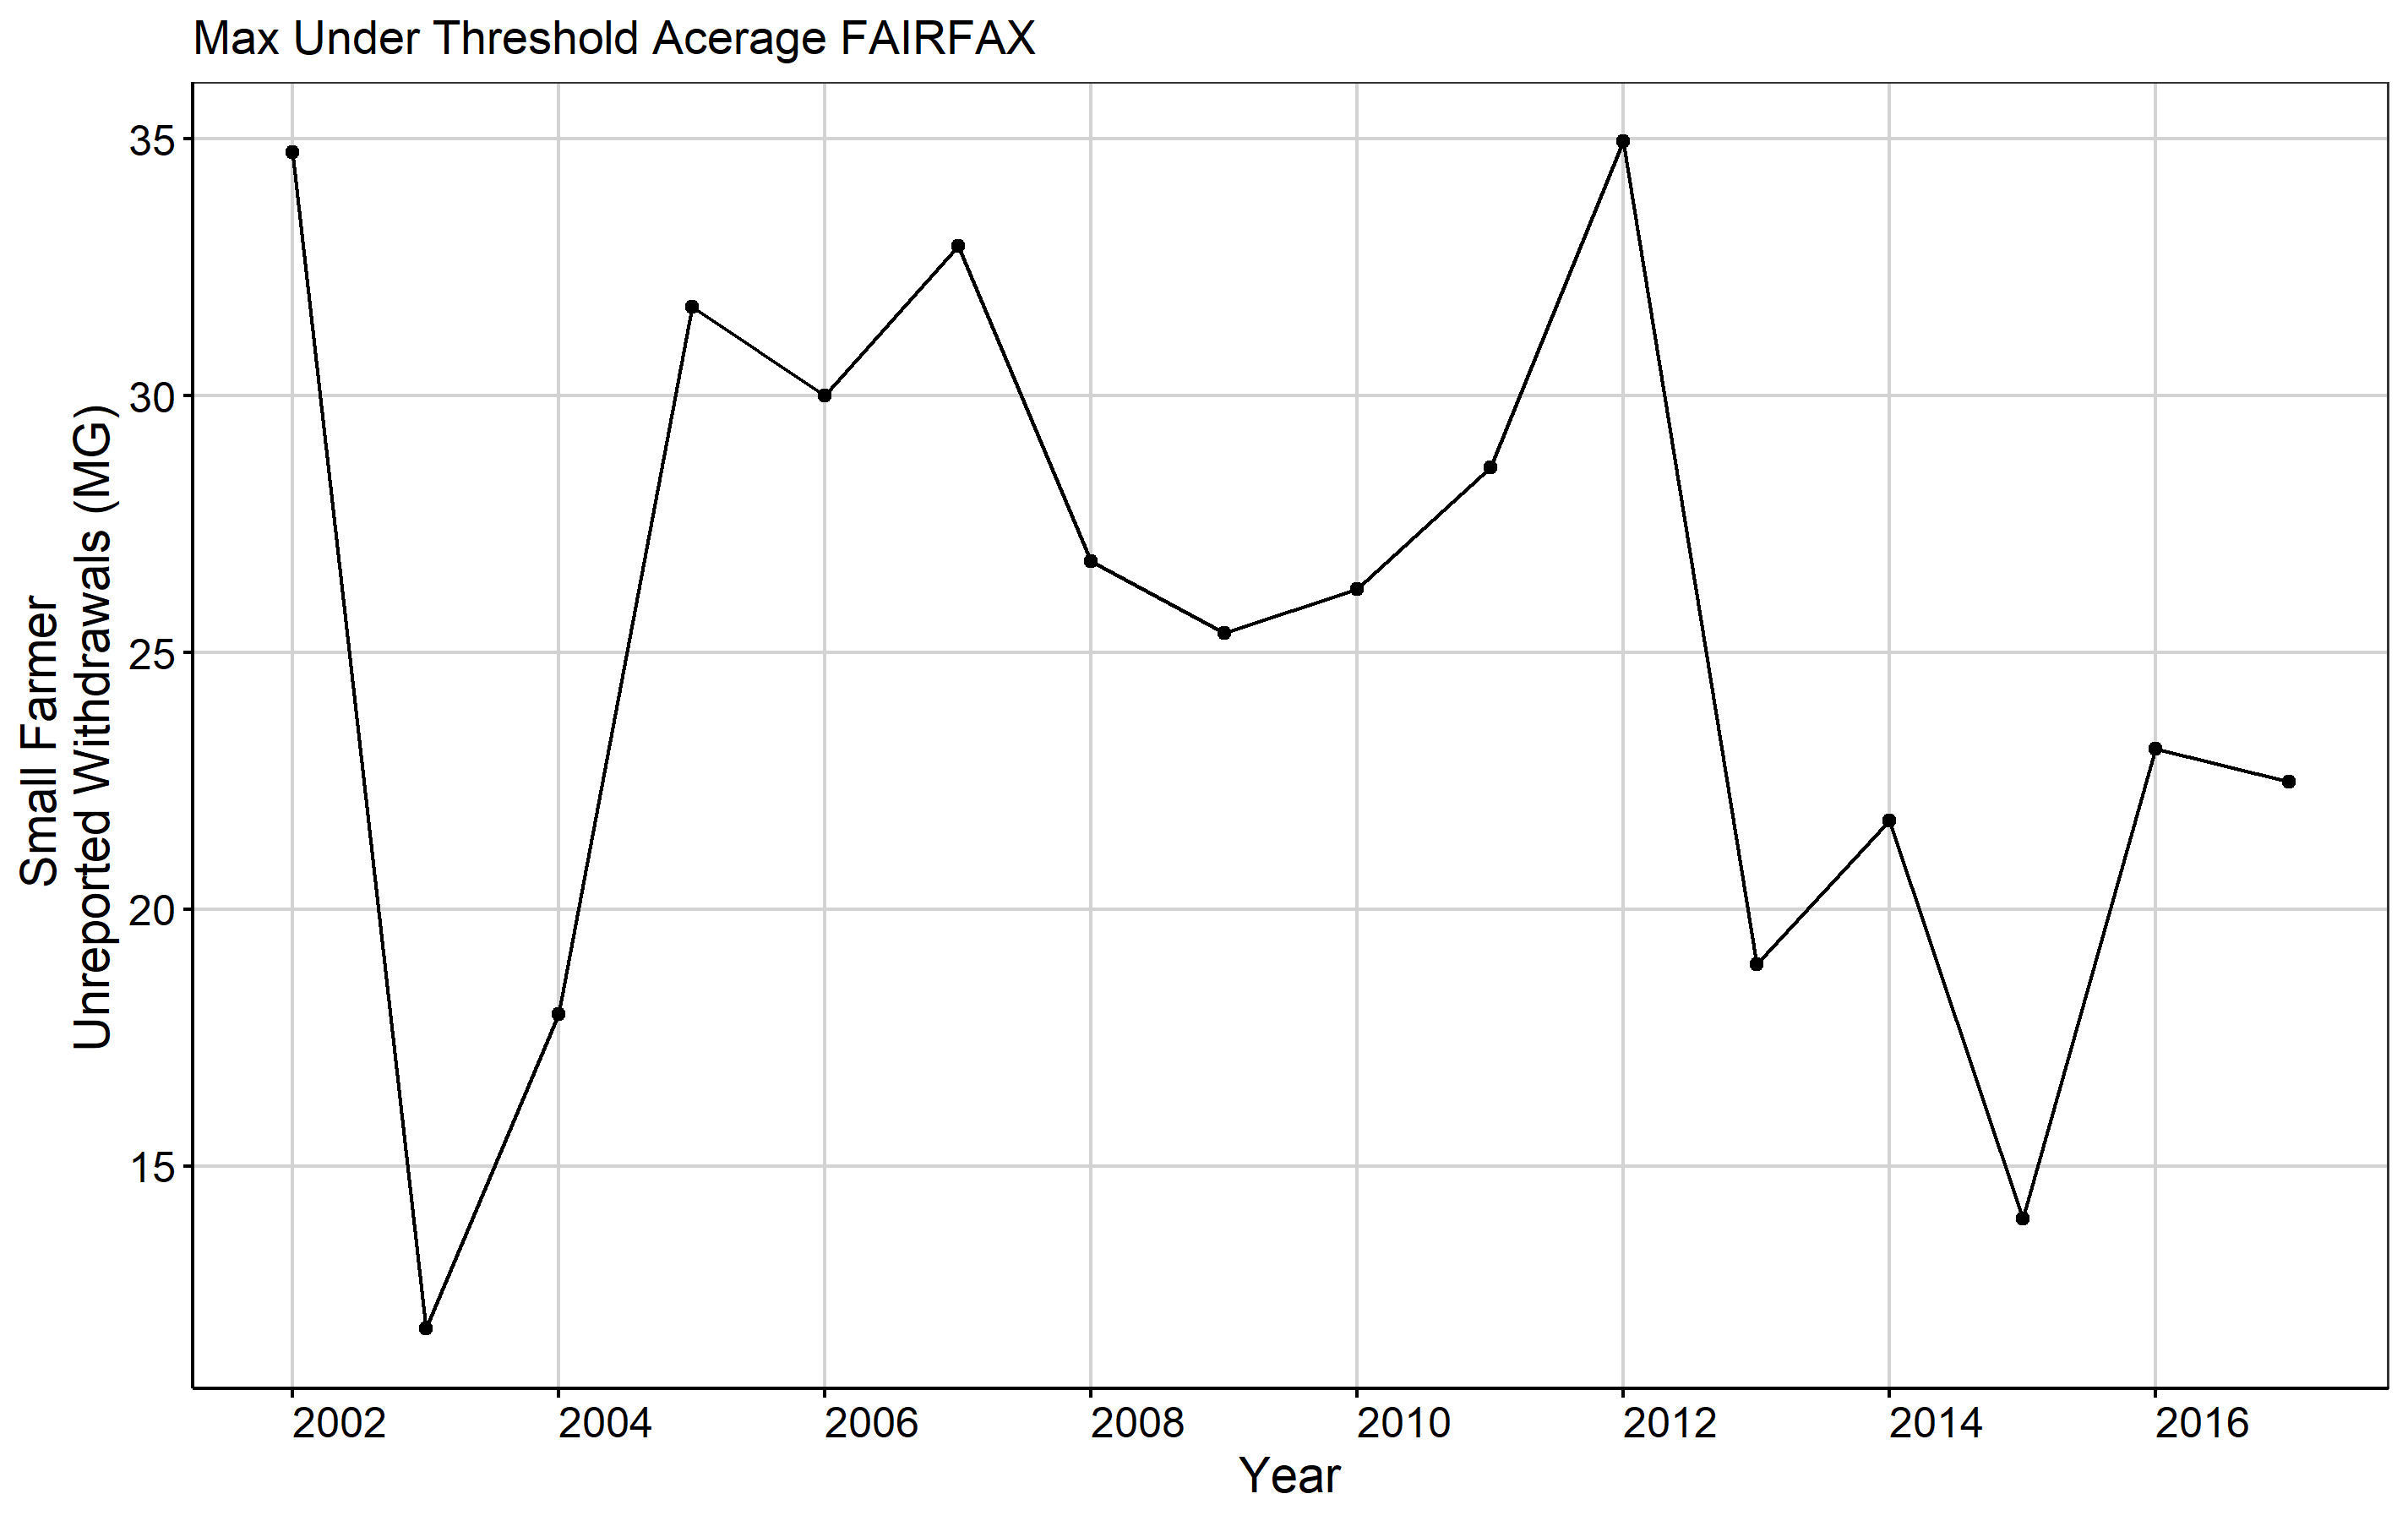 Max Under Threshold Acerage FAIRFAX
Small Farmer
Unreported Withdrawals (MG)
35
30
25
20
15
2002 2004 2006 2008 2010 2012 2014 2016
Year